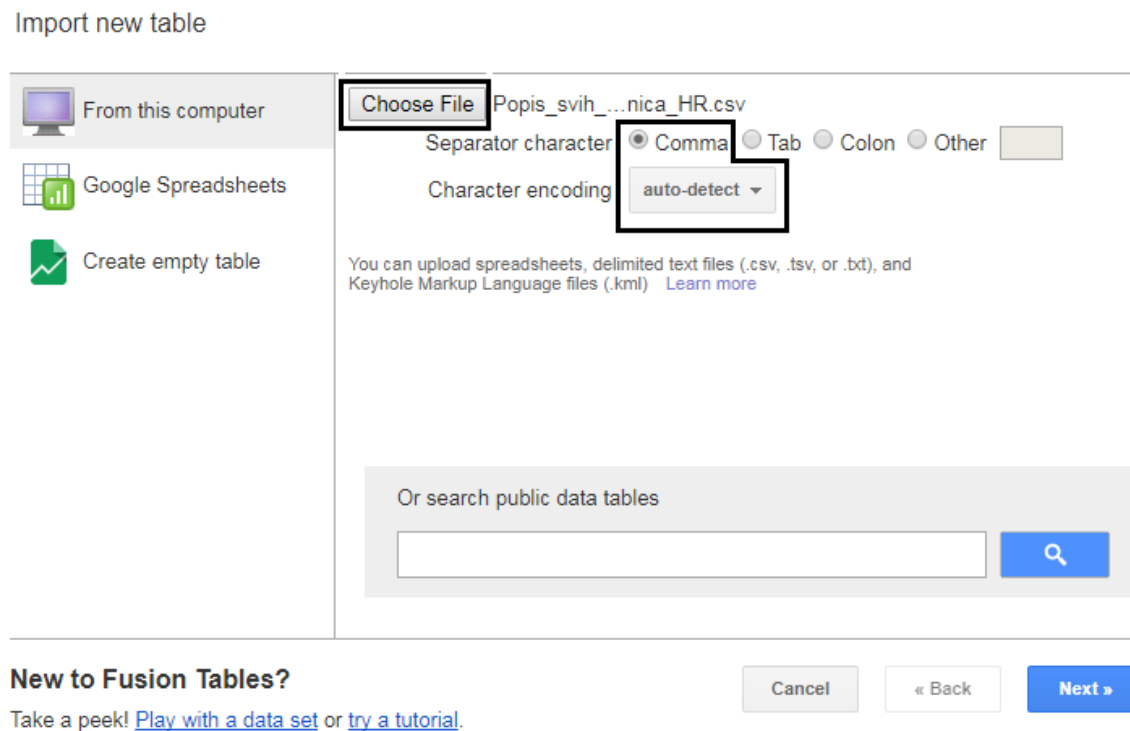 Import new table
From this computer
Google Spreadsheets
Create empty table
Choose File Popis_svih_...nica_HR.csv
Separator character Comma Tab Colon Other
Character encoding auto-detect
You can upload spreadsheets, delimited text files (.csv, .tsv, or .txt), and
Keyhole Markup Language files (.kml) Learn more
Or search public data tables
New to Fusion Tables?
Take a peek! Play with a data set or try a tutorial.
Cancel « Back Next »